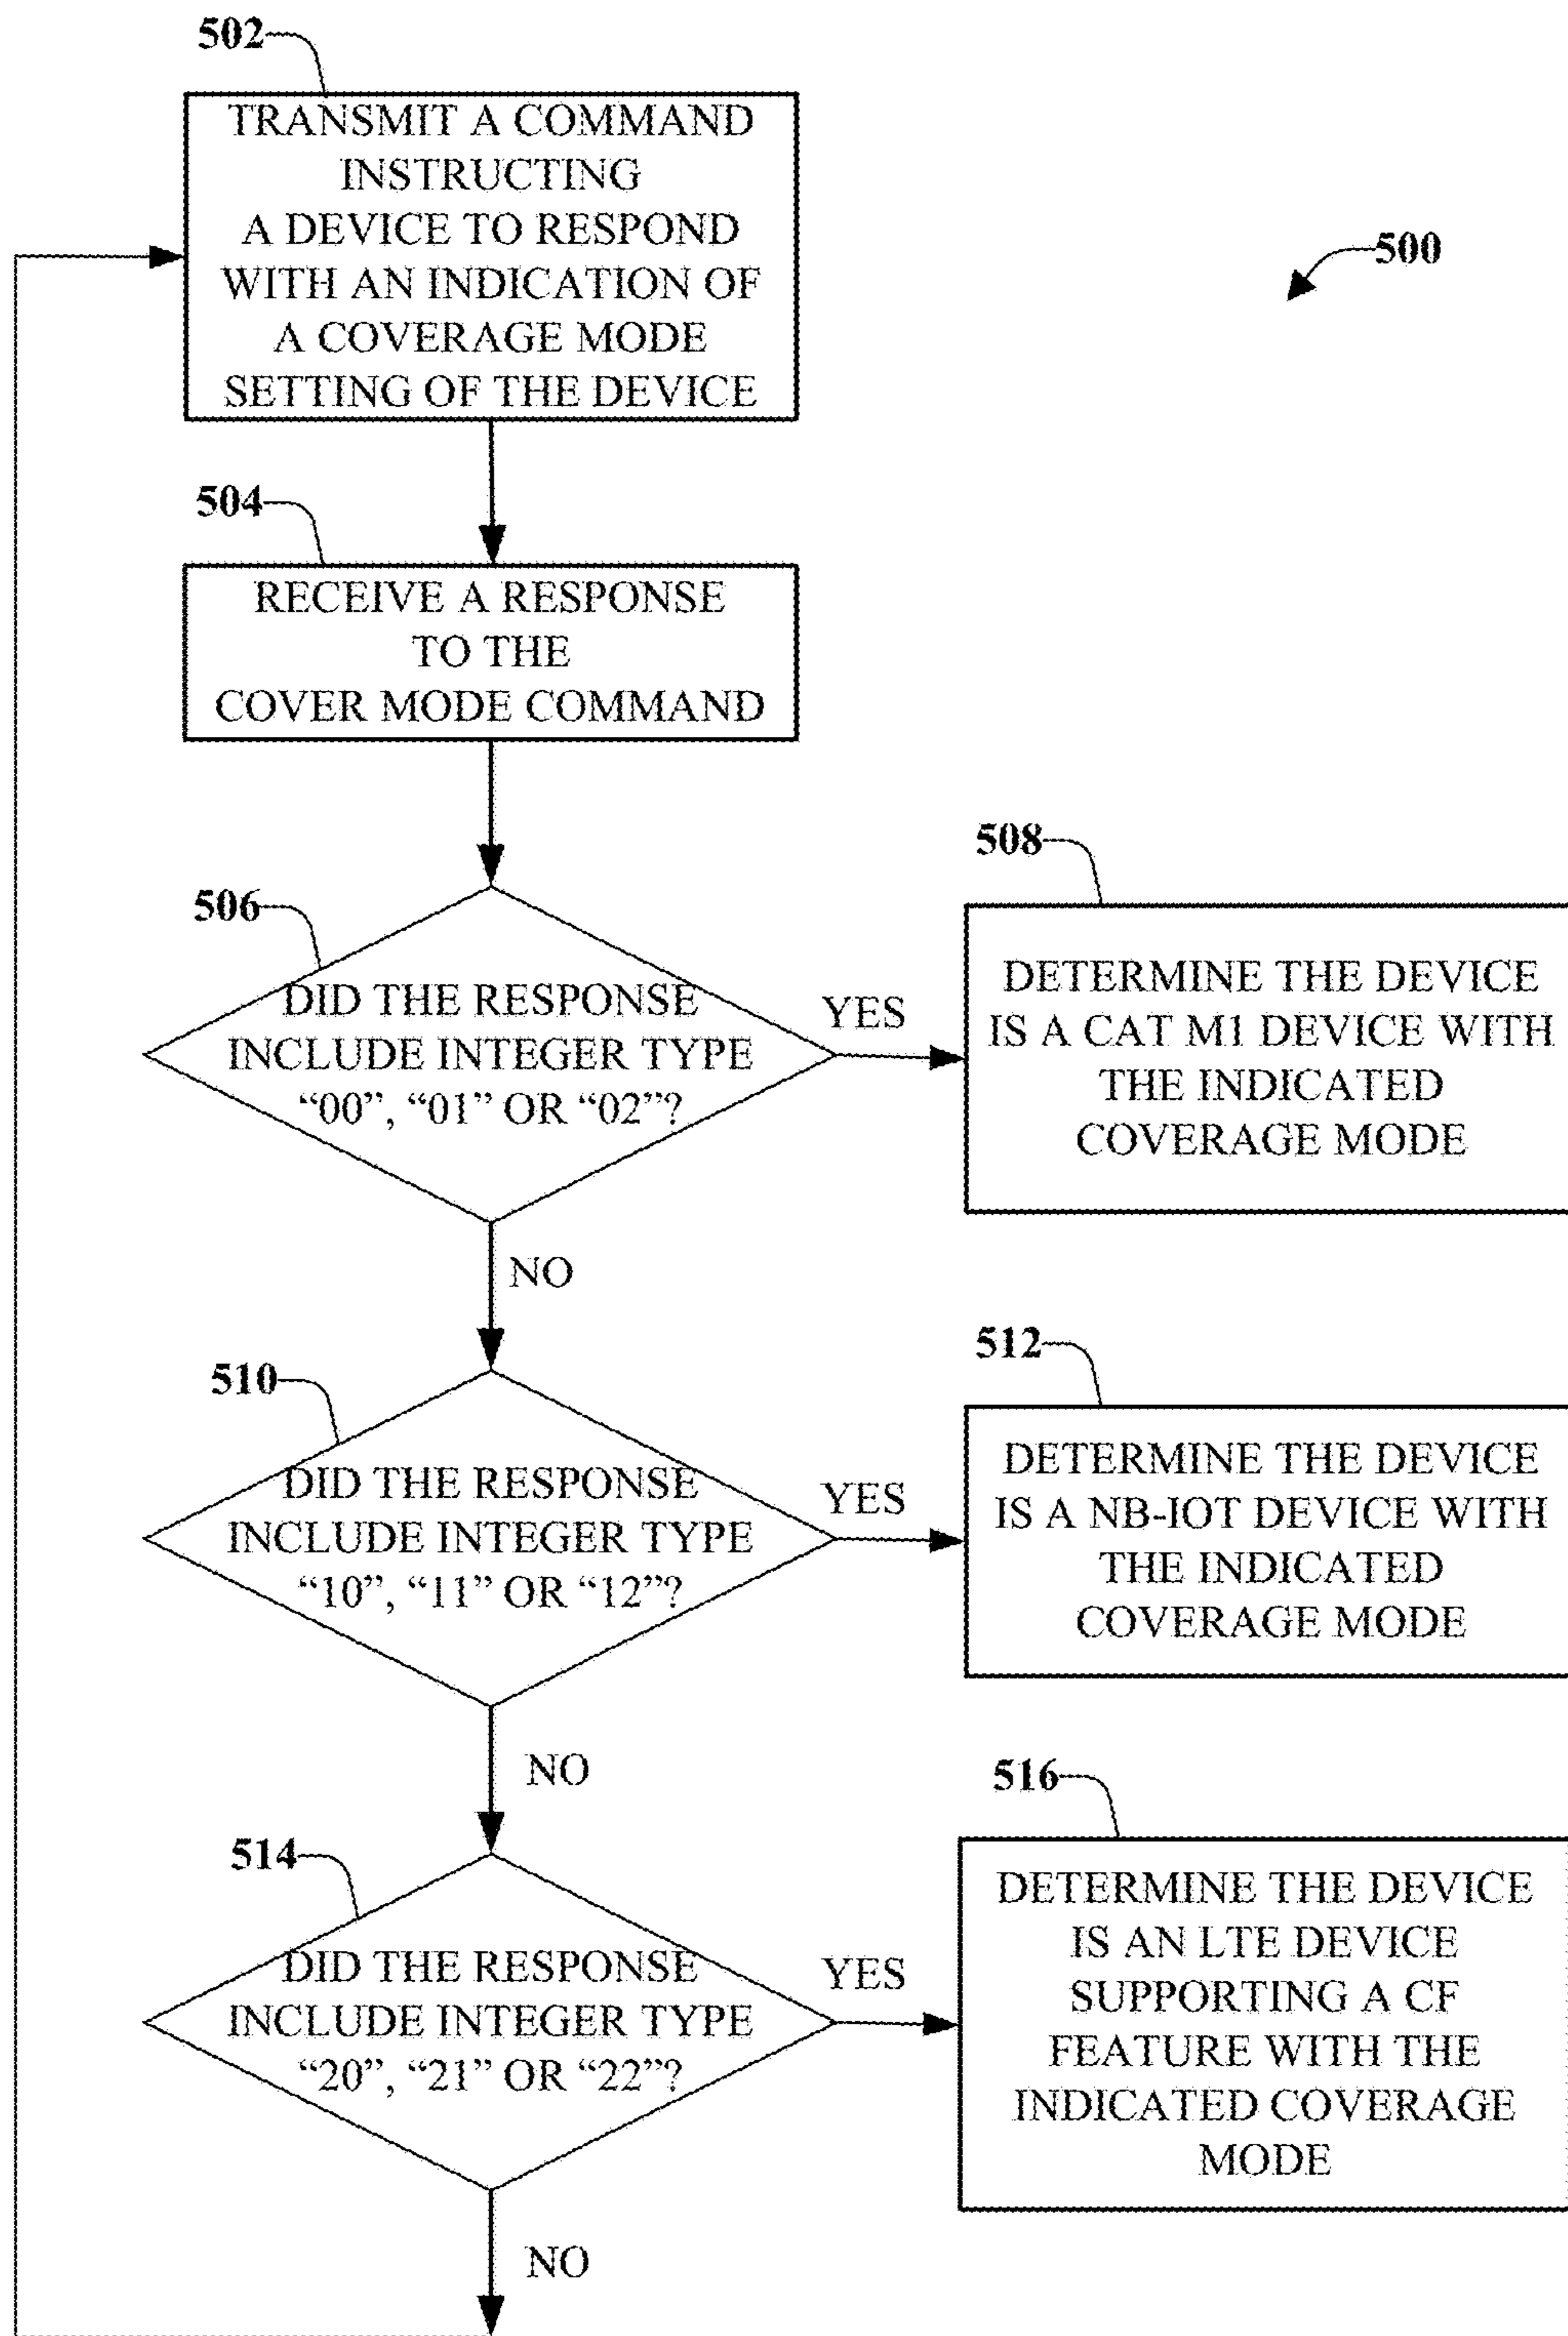 502
TRANSMIT A COMMAND
INSTRUCTING
A DEVICE TO RESPOND
WITH AN INDICATION OF
A COVERAGE MODE
SETTING OF THE DEVICE
500
504
RECEIVE A RESPONSE
TO THE
COVER MODE COMMAND
506
DID THE RESPONSE
INCLUDE INTEGER TYPE
“00”, “01” OR “02”?
YES
508
DETERMINE THE DEVICE
IS A CAT M1 DEVICE WITH
THE INDICATED
COVERAGE MODE
NO
510
DID THE RESPONSE
INCLUDE INTEGER TYPE
“10”, “11” OR “12”?
YES
512
DETERMINE THE DEVICE
IS A NB-IOT DEVICE WITH
THE INDICATED
COVERAGE MODE
NO
514
DID THE RESPONSE
INCLUDE INTEGER TYPE
“20”, “21” OR “22”?
YES
516
DETERMINE THE DEVICE
IS AN LTE DEVICE
SUPPORTING A CF
FEATURE WITH THE
INDICATED COVERAGE
MODE
NO